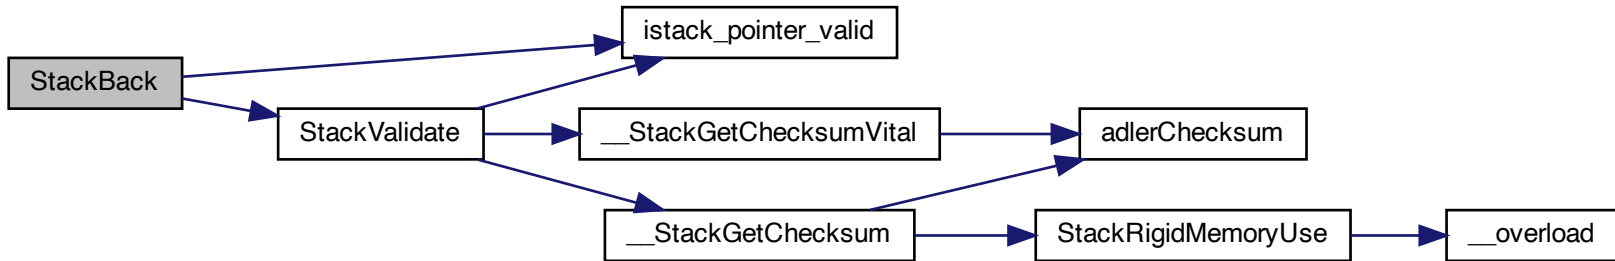 istack_pointer_valid
StackBack
StackValidate
__StackGetChecksumVital
adlerChecksum
__StackGetChecksum
StackRigidMemoryUse
__overload